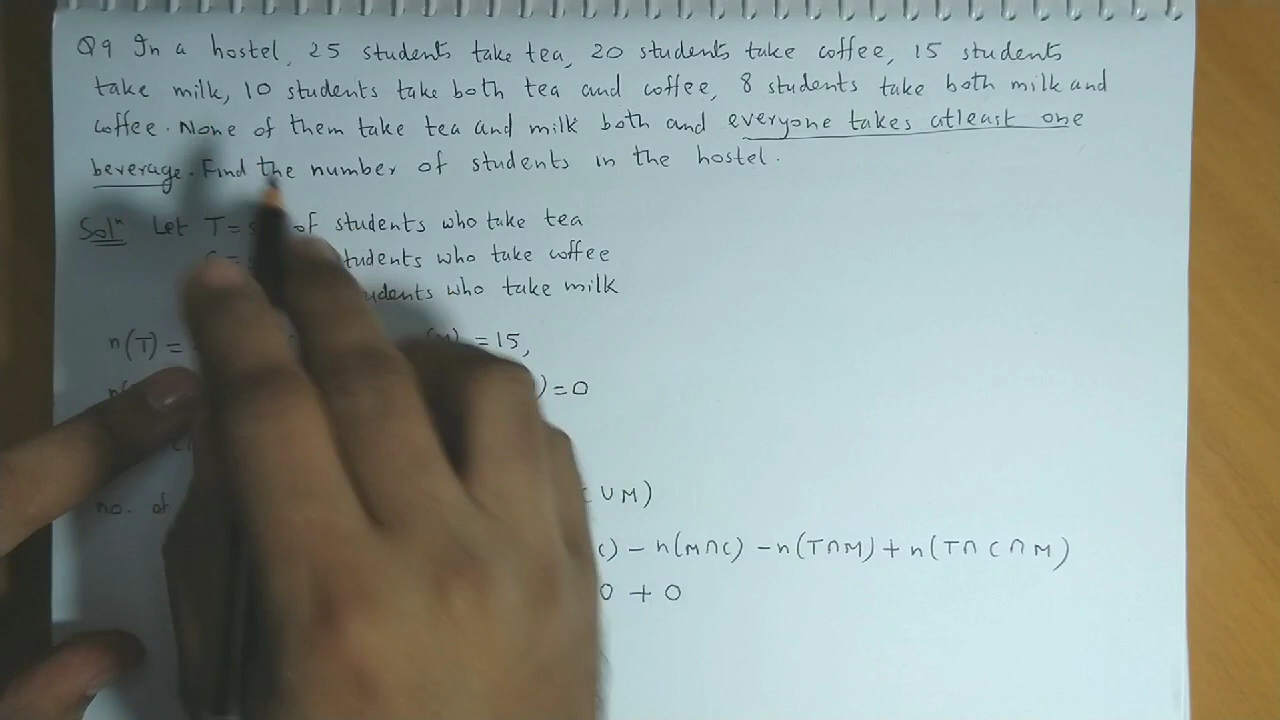 Q9 In a hostel, 25 students take tea, 20 students take coffee, 15 students
take milk, 10 students take both tea and coffee, 8 students take both milk and
coffee. None of them take tea and milk both and everyone takes atleast one
beverage. Find the number of students in the hostel.
Solⁿ Let T = of students who take tea
students who take coffee
students who take milk
n(T) = = 15,
) = 0
no. of ∪ M)
) − n(M∩C) − n(T∩M) + n(T∩C∩M)
0 + 0